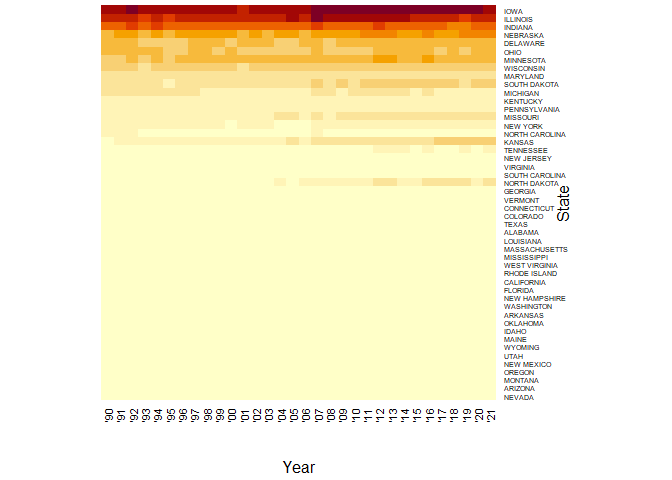 IOWA
ILLINOIS
INDIANA
NEBRASKA
DELAWARE
OHIO
MINNESOTA
WISCONSIN
MARYLAND
SOUTH DAKOTA
MICHIGAN
KENTUCKY
PENNSYLVANIA
MISSOURI
NEW YORK
NORTH CAROLINA
KANSAS
TENNESSEE
NEW JERSEY
VIRGINIA
SOUTH CAROLINA
NORTH DAKOTA
GEORGIA
VERMONT
CONNECTICUT
COLORADO
TEXAS
ALABAMA
LOUISIANA
MASSACHUSETTS
MISSISSIPPI
WEST VIRGINIA
RHODE ISLAND
CALIFORNIA
FLORIDA
NEW HAMPSHIRE
WASHINGTON
ARKANSAS
OKLAHOMA
IDAHO
MAINE
WYOMING
UTAH
NEW MEXICO
OREGON
MONTANA
ARIZONA
NEVADA
State
'90 '91 '92 '93 '94 '95 '96 '97 '98 '99 '00 '01 '02 '03 '04 '05 '06 '07 '08 '09 '10 '11 '12 '13 '14 '15 '16 '17 '18 '19 '20 '21
Year